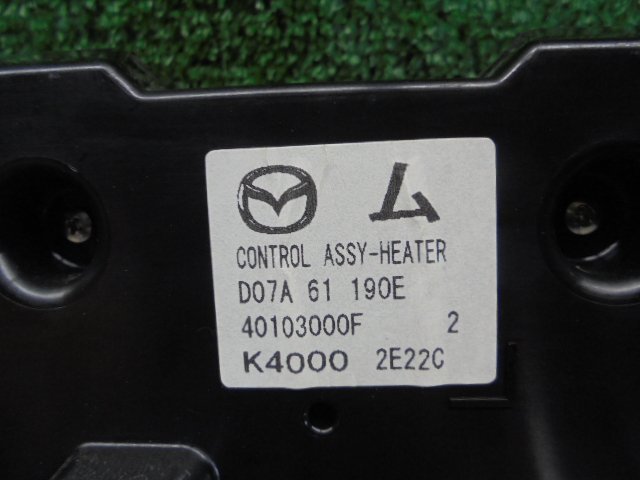 CONTROL ASSY-HEATER
D07A 61 190E
40103000F 2
K4000 2E22C